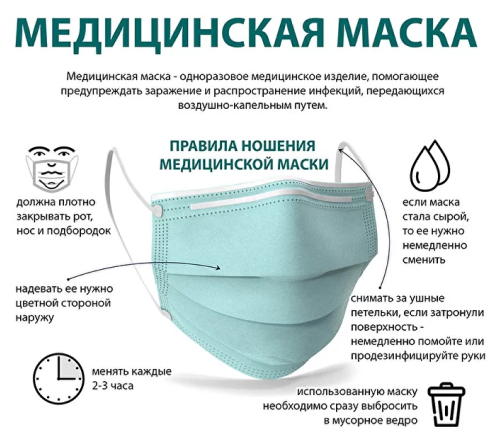 МЕДИЦИНСКАЯ МАСКА
Медицинская маска - одноразовое медицинское изделие, помогающее
предупреждать заражение и распространение инфекций, передающихся
воздушно-капельным путем.
ПРАВИЛА НОШЕНИЯ
МЕДИЦИНСКОЙ МАСКИ
должна плотно
закрывать рот,
нос и подбородок
если маска
стала сырой,
то ее нужно
немедленно
сменить
надевать ее нужно
цветной стороной
наружу
снимать за ушные
петельки, если затронули
поверхность -
немедленно помойте или
продезинфицируйте руки
менять каждые
2-3 часа
использованную маску
необходимо сразу выбросить
в мусорное ведро